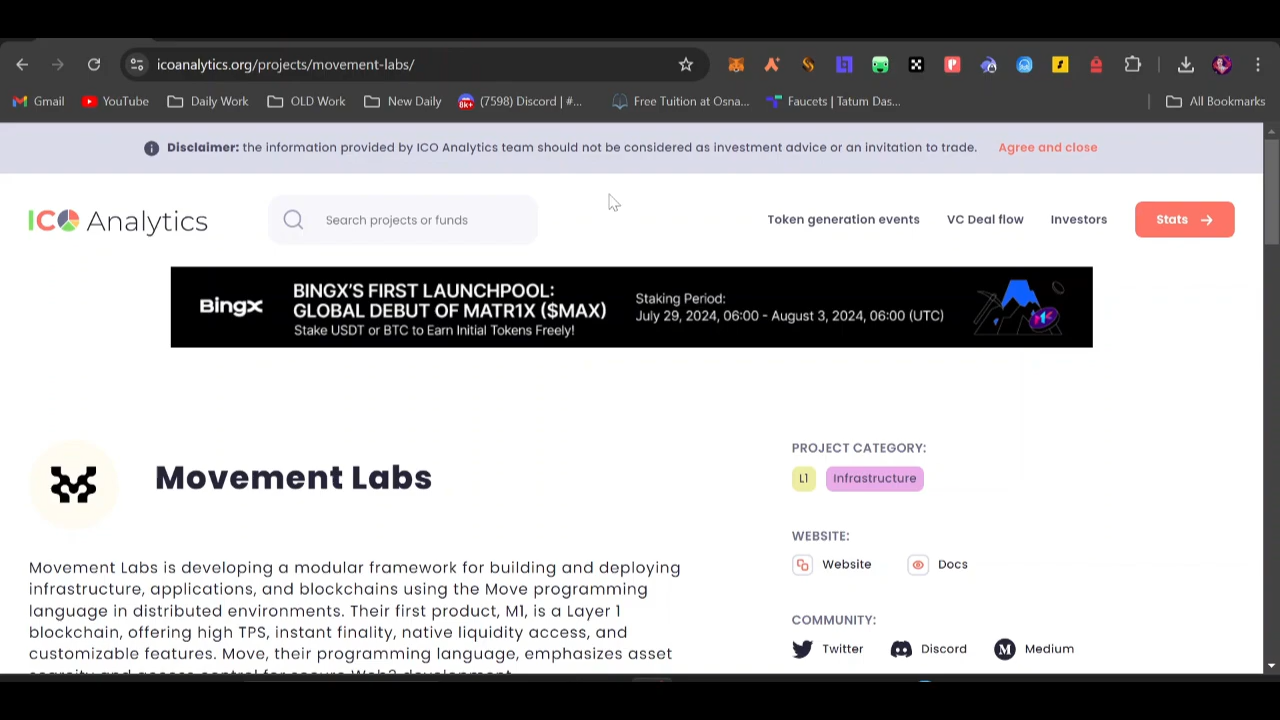 icoanalytics.org/projects/movement-labs/
Gmail
YouTube
Daily Work
OLD Work
New Daily
(7598) Discord | #...
Free Tuition at Osna...
Faucets | Tatum Das...
All Bookmarks
Disclaimer: the information provided by ICO Analytics team should not be considered as investment advice or an invitation to trade.
Agree and close
ICO Analytics
Search projects or funds
Token generation events
VC Deal flow
Investors
Stats
BingX
BINGX'S FIRST LAUNCHPOOL:
GLOBAL DEBUT OF MATR1X ($MAX)
Stake USDT or BTC to Earn Initial Tokens Freely!
Staking Period:
July 29, 2024, 06:00 - August 3, 2024, 06:00 (UTC)
Movement Labs
Movement Labs is developing a modular framework for building and deploying
infrastructure, applications, and blockchains using the Move programming
language in distributed environments. Their first product, M1, is a Layer 1
blockchain, offering high TPS, instant finality, native liquidity access, and
customizable features. Move, their programming language, emphasizes asset
scarcity and access control for secure Web3 development.
PROJECT CATEGORY:
L1
Infrastructure
WEBSITE:
Website
Docs
COMMUNITY:
Twitter
Discord
Medium